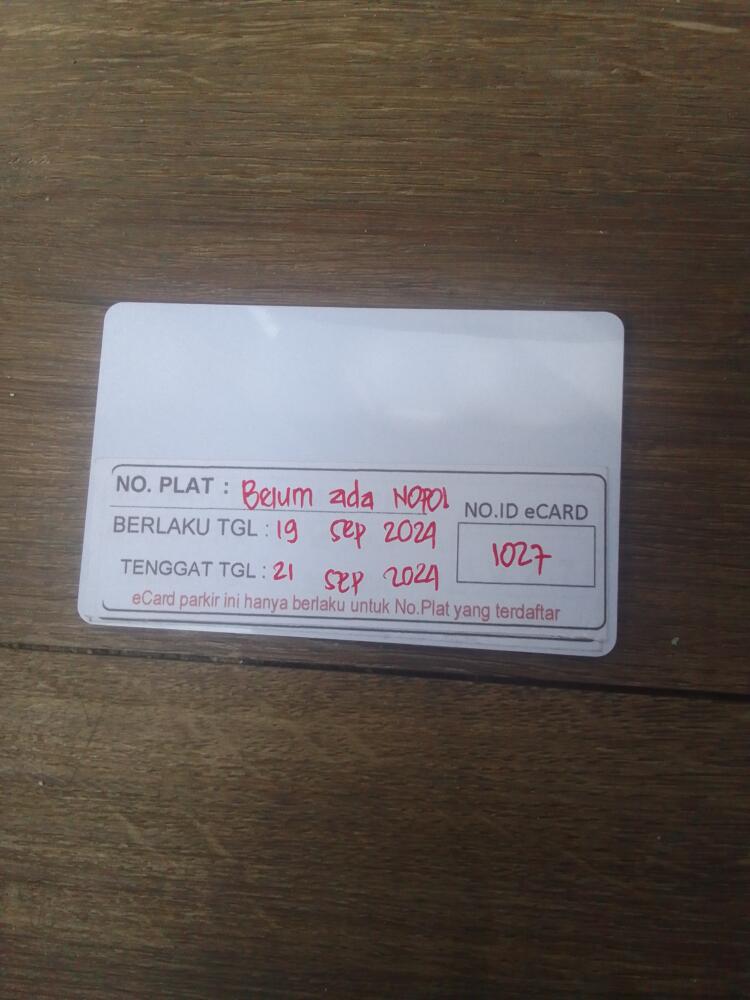 NO. PLAT : Belum ada NOPOL
BERLAKU TGL : 19 Sep 2024
TENGGAT TGL : 21 Sep 2024
NO.ID eCARD
1027
eCard parkir ini hanya berlaku untuk No.Plat yang terdaftar